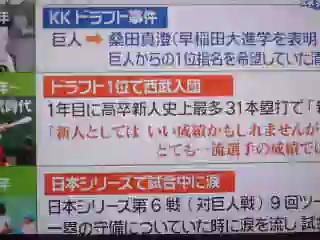 KKドラフト事件
巨人➡桑田真澄(早稲田大進学を表明
巨人からの1位指名を希望していた清
年〜
ドラフト1位で西武入団
時代
1年目に高卒新人史上最多31本塁打で「
「新人としては いい成績かもしれませんが
とても一流選手の成績では
年
日本シリーズで試合中に涙
日本シリーズ第6戦(対巨人戦)9回ツー
一塁の守備についていた時に涙を流し 試